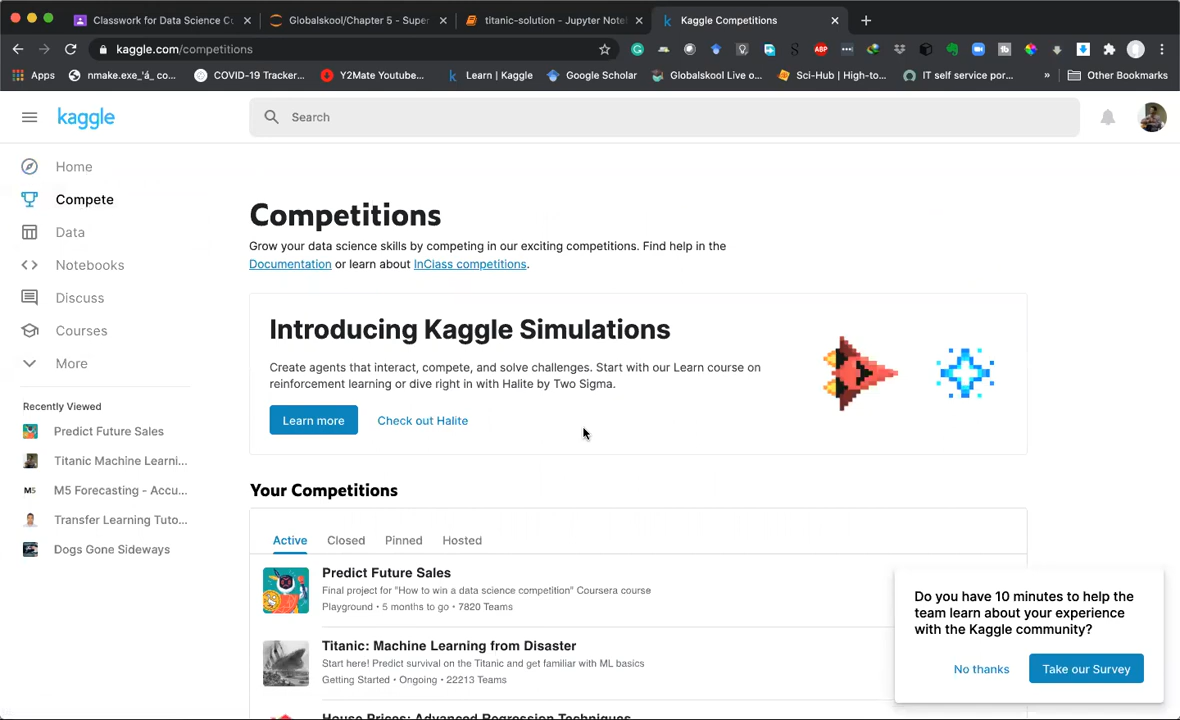 Classwork for Data Science Co
Globalskool/Chapter 5 - Super
titanic-solution - Jupyter Note
Kaggle Competitions
kaggle.com/competitions
ABP
Apps
nmake.exe_'á_ co...
COVID-19 Tracker...
Y2Mate Youtube...
Learn | Kaggle
Google Scholar
Globalskool Live o...
Sci-Hub | High-to...
IT self service por...
»
Other Bookmarks
kaggle
Search
Home
Compete
Data
Notebooks
Discuss
Courses
More
Recently Viewed
Predict Future Sales
Titanic Machine Learni...
M5 M5 Forecasting - Accu...
Transfer Learning Tuto...
Dogs Gone Sideways
Competitions
Grow your data science skills by competing in our exciting competitions. Find help in the
Documentation or learn about InClass competitions.
Introducing Kaggle Simulations
Create agents that interact, compete, and solve challenges. Start with our Learn course on
reinforcement learning or dive right in with Halite by Two Sigma.
Learn more
Check out Halite
Your Competitions
Active
Closed
Pinned
Hosted
Predict Future Sales
Final project for "How to win a data science competition" Coursera course
Playground • 5 months to go • 7820 Teams
Titanic: Machine Learning from Disaster
Start here! Predict survival on the Titanic and get familiar with ML basics
Getting Started • Ongoing • 22213 Teams
House Prices: Advanced Regression Techniques
Do you have 10 minutes to help the
team learn about your experience
with the Kaggle community?
No thanks
Take our Survey